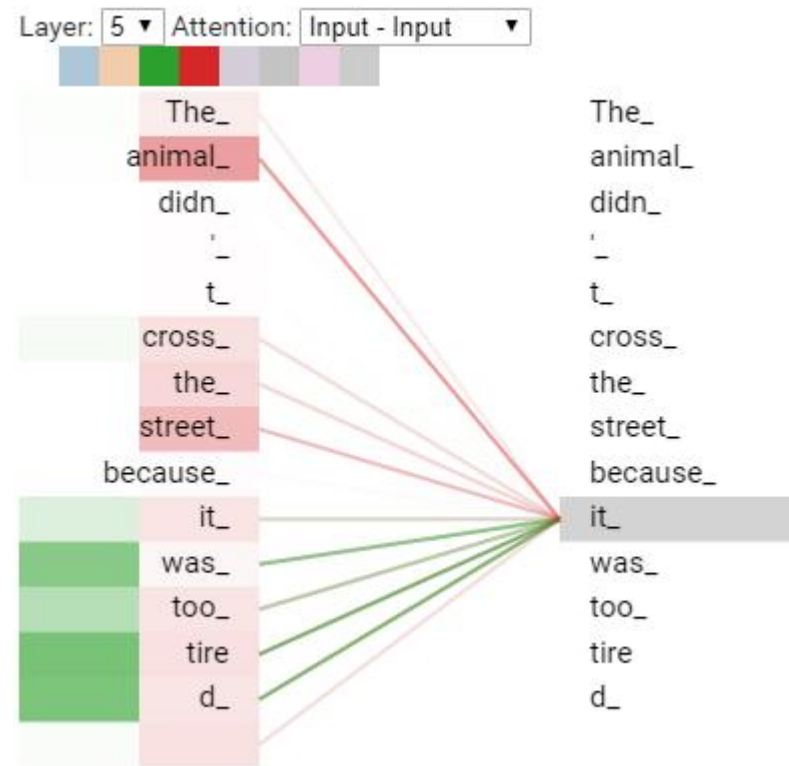 Layer: 5 Attention: Input - Input
The_ The_
animal_ animal_
didn_ didn_
'_ '_
t_ t_
cross_ cross_
the_ the_
street_ street_
because_ because_
it_ it_
was_ was_
too_ too_
tire tire
d_ d_